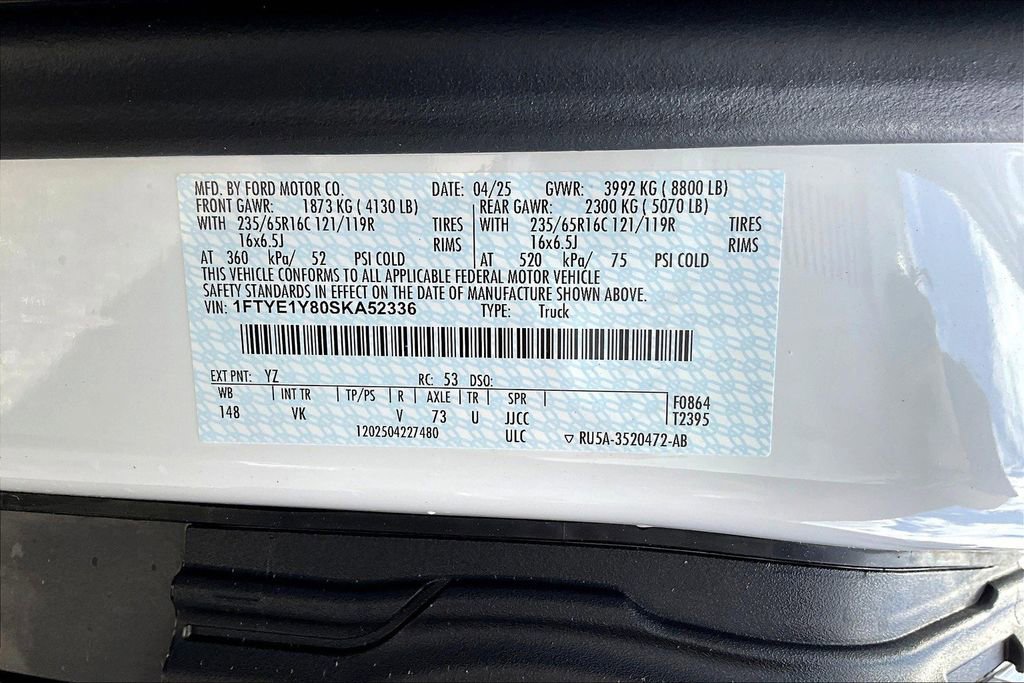 MFD. BY FORD MOTOR CO. DATE: 04/25 GVWR: 3992 KG ( 8800 LB)
FRONT GAWR: 1873 KG ( 4130 LB) REAR GAWR: 2300 KG ( 5070 LB)
WITH 235/65R16C 121/119R TIRES WITH 235/65R16C 121/119R TIRES
16x6.5J RIMS 16x6.5J RIMS
AT 360 kPa/ 52 PSI COLD AT 520 kPa/ 75 PSI COLD
THIS VEHICLE CONFORMS TO ALL APPLICABLE FEDERAL MOTOR VEHICLE
SAFETY STANDARDS IN EFFECT ON THE DATE OF MANUFACTURE SHOWN ABOVE.
VIN: 1FTYE1Y80SKA52336 TYPE: Truck
EXT PNT: YZ RC: 53 DSO:
WB INT TR TP/PS R AXLE TR SPR F0864
148 VK V 73 U JJCC T2395
1202504227480 ULC ▽ RU5A-3520472-AB